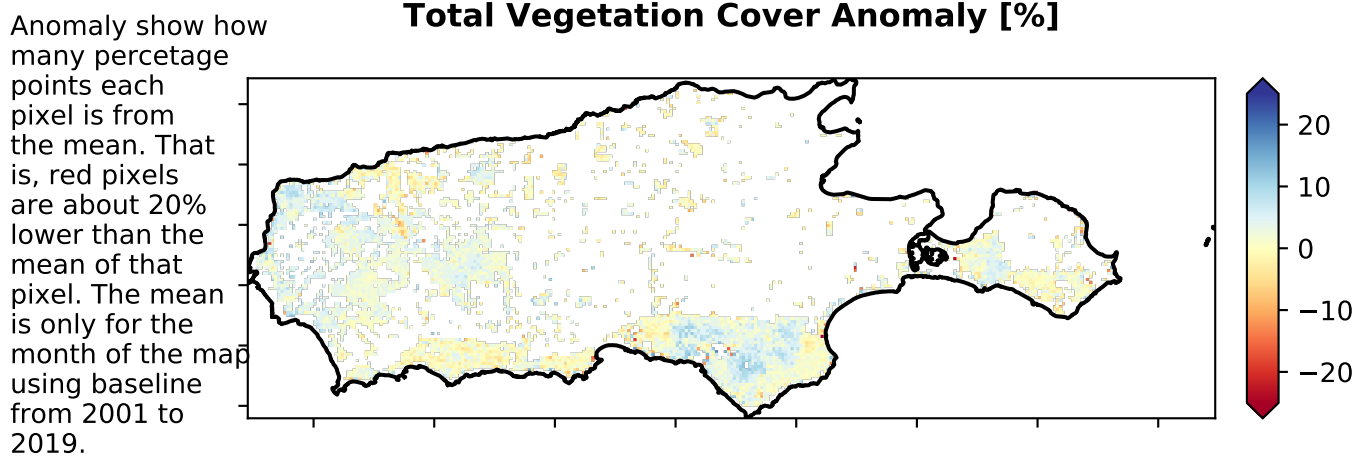 Total Vegetation Cover Anomaly [%]
Anomaly show how
many percetage
points each
pixel is from
the mean. That
is, red pixels
are about 20%
lower than the
mean of that
pixel. The mean
is only for the
month of the map
using baseline
from 2001 to
2019.
20
10
0
−10
−20